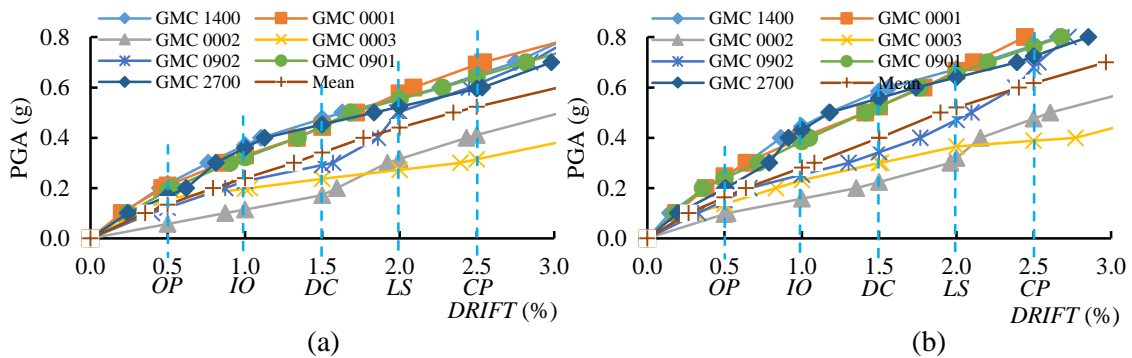 GMC 1400 GMC 0001
GMC 0002 GMC 0003
GMC 0902 GMC 0901
GMC 2700 Mean
PGA (g)
0.8
0.6
0.4
0.2
0.0
0.0 0.5 1.0 1.5 2.0 2.5 3.0
OP IO DC LS CP
DRIFT (%)
(a)
GMC 1400 GMC 0001
GMC 0002 GMC 0003
GMC 0902 GMC 0901
GMC 2700 Mean
PGA (g)
0.8
0.6
0.4
0.2
0.0
0.0 0.5 1.0 1.5 2.0 2.5 3.0
OP IO DC LS CP
DRIFT (%)
(b)